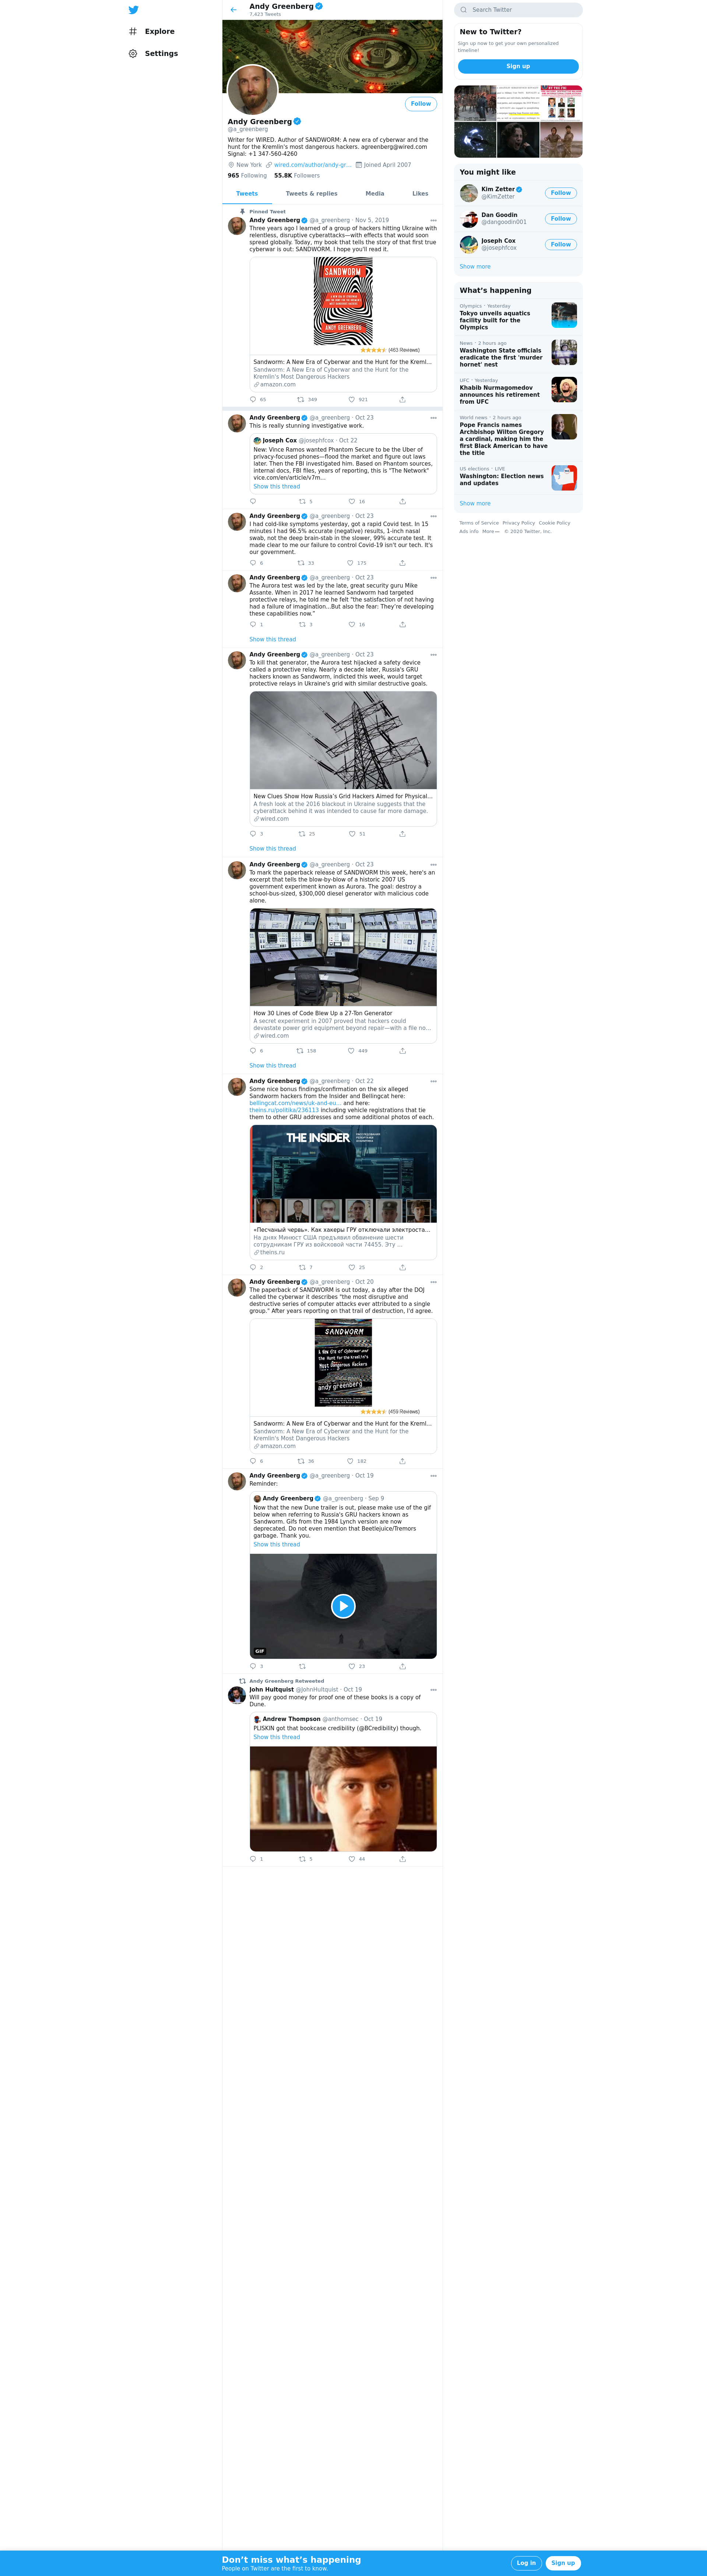 Explore
Settings
Andy Greenberg
7,423 Tweets
Follow
Andy Greenberg
@a_greenberg
Writer for WIRED. Author of SANDWORM: A new era of cyberwar and the
hunt for the Kremlin's most dangerous hackers. agreenberg@wired.com
Signal: +1 347-560-4260
New York wired.com/author/andy-gr… Joined April 2007
965 Following 55.8K Followers
Tweets Tweets & replies Media Likes
Pinned Tweet
Andy Greenberg @a_greenberg · Nov 5, 2019
Three years ago I learned of a group of hackers hitting Ukraine with
relentless, disruptive cyberattacks—with effects that would soon
spread globally. Today, my book that tells the story of that first true
cyberwar is out: SANDWORM. I hope you'll read it.
SANDWORM
ANDY GREENBERG
(463 Reviews)
Sandworm: A New Era of Cyberwar and the Hunt for the Kreml...
Sandworm: A New Era of Cyberwar and the Hunt for the
Kremlin's Most Dangerous Hackers
amazon.com
65 349 921
Andy Greenberg @a_greenberg · Oct 23
This is really stunning investigative work.
Joseph Cox @josephfcox · Oct 22
New: Vince Ramos wanted Phantom Secure to be the Uber of
privacy-focused phones—flood the market and figure out laws
later. Then the FBI investigated him. Based on Phantom sources,
internal docs, FBI files, years of reporting, this is "The Network"
vice.com/en/article/v7m…
Show this thread
5 16
Andy Greenberg @a_greenberg · Oct 23
I had cold-like symptoms yesterday, got a rapid Covid test. In 15
minutes I had 96.5% accurate (negative) results, 1-inch nasal
swab, not the deep brain-stab in the slower, 99% accurate test. It
made clear to me our failure to control Covid-19 isn't our tech. It's
our government.
6 33 175
Andy Greenberg @a_greenberg · Oct 23
The Aurora test was led by the late, great security guru Mike
Assante. When in 2017 he learned Sandworm had targeted
protective relays, he told me he felt "the satisfaction of not having
had a failure of imagination...But also the fear: They're developing
these capabilities now."
1 3 16
Show this thread
Andy Greenberg @a_greenberg · Oct 23
To kill that generator, the Aurora test hijacked a safety device
called a protective relay. Nearly a decade later, Russia's GRU
hackers known as Sandworm, indicted this week, would target
protective relays in Ukraine's grid with similar destructive goals.
New Clues Show How Russia's Grid Hackers Aimed for Physical...
A fresh look at the 2016 blackout in Ukraine suggests that the
cyberattack behind it was intended to cause far more damage.
wired.com
3 25 51
Show this thread
Andy Greenberg @a_greenberg · Oct 23
To mark the paperback release of SANDWORM this week, here's an
excerpt that tells the blow-by-blow of a historic 2007 US
government experiment known as Aurora. The goal: destroy a
school-bus-sized, $300,000 diesel generator with malicious code
alone.
How 30 Lines of Code Blew Up a 27-Ton Generator
A secret experiment in 2007 proved that hackers could
devastate power grid equipment beyond repair—with a file no...
wired.com
6 158 449
Show this thread
Andy Greenberg @a_greenberg · Oct 22
Some nice bonus findings/confirmation on the six alleged
Sandworm hackers from the Insider and Bellingcat here:
bellingcat.com/news/uk-and-eu… and here:
theins.ru/politika/236113 including vehicle registrations that tie
them to other GRU addresses and some additional photos of each.
THE INSIDER
«Песчаный червь». Как хакеры ГРУ отключали электроста...
На днях Минюст США предъявил обвинение шести
сотрудникам ГРУ из войсковой части 74455. Эту ...
theins.ru
2 7 25
Andy Greenberg @a_greenberg · Oct 20
The paperback of SANDWORM is out today, a day after the DOJ
called the cyberwar it describes "the most disruptive and
destructive series of computer attacks ever attributed to a single
group." After years reporting on that trail of destruction, I'd agree.
SANDWORM
A New Era of Cyberwar and
the Hunt for the Kremlin's
Most Dangerous Hackers
andy greenberg
(459 Reviews)
Sandworm: A New Era of Cyberwar and the Hunt for the Kreml...
Sandworm: A New Era of Cyberwar and the Hunt for the
Kremlin's Most Dangerous Hackers
amazon.com
6 36 182
Andy Greenberg @a_greenberg · Oct 19
Reminder:
Andy Greenberg @a_greenberg · Sep 9
Now that the new Dune trailer is out, please make use of the gif
below when referring to Russia's GRU hackers known as
Sandworm. Gifs from the 1984 Lynch version are now
deprecated. Do not even mention that Beetlejuice/Tremors
garbage. Thank you.
Show this thread
GIF
3 23
Andy Greenberg Retweeted
John Hultquist @JohnHultquist · Oct 19
Will pay good money for proof one of these books is a copy of
Dune.
Andrew Thompson @anthomsec · Oct 19
PLISKIN got that bookcase credibility (@BCredibility) though.
Show this thread
1 5 44
Search Twitter
New to Twitter?
Sign up now to get your own personalized
timeline!
Sign up
You might like
Kim Zetter
@KimZetter
Follow
Dan Goodin
@dangoodin001
Follow
Joseph Cox
@josephfcox
Follow
Show more
What's happening
Olympics · Yesterday
Tokyo unveils aquatics
facility built for the
Olympics
News · 2 hours ago
Washington State officials
eradicate the first 'murder
hornet' nest
UFC · Yesterday
Khabib Nurmagomedov
announces his retirement
from UFC
World news · 2 hours ago
Pope Francis names
Archbishop Wilton Gregory
a cardinal, making him the
first Black American to have
the title
US elections · LIVE
Washington: Election news
and updates
Show more
Terms of Service Privacy Policy Cookie Policy
Ads info More © 2020 Twitter, Inc.
Don't miss what's happening
People on Twitter are the first to know.
Log in Sign up